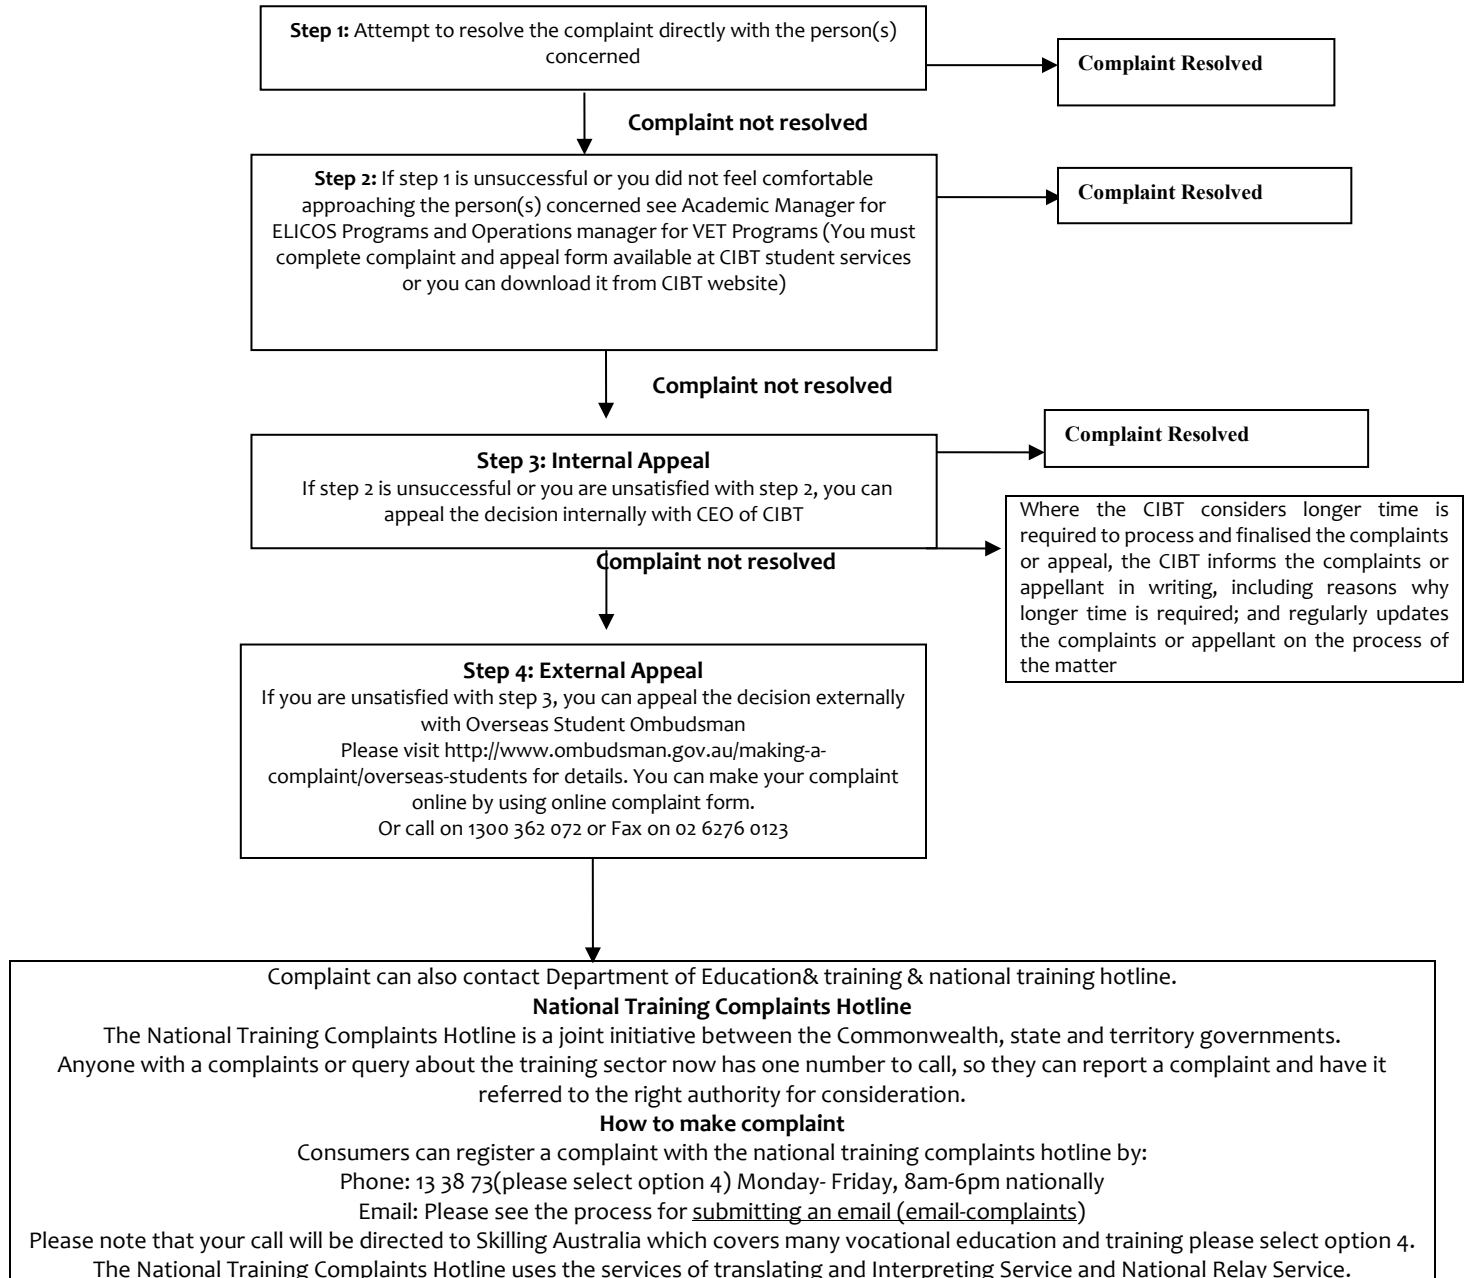 Step 1: Attempt to resolve the complaint directly with the person(s)
concerned
Complaint Resolved
Complaint not resolved
Step 2: If step 1 is unsuccessful or you did not feel comfortable
approaching the person(s) concerned see Academic Manager for
ELICOS Programs and Operations manager for VET Programs (You must
complete complaint and appeal form available at CIBT student services
or you can download it from CIBT website)
Complaint Resolved
Complaint not resolved
Step 3: Internal Appeal
If step 2 is unsuccessful or you are unsatisfied with step 2, you can
appeal the decision internally with CEO of CIBT
Complaint Resolved
Where the CIBT considers longer time is
required to process and finalised the complaints
or appeal, the CIBT informs the complaints or
appellant in writing, including reasons why
longer time is required; and regularly updates
the complaints or appellant on the process of
the matter
Complaint not resolved
Step 4: External Appeal
If you are unsatisfied with step 3, you can appeal the decision externally
with Overseas Student Ombudsman
Please visit http://www.ombudsman.gov.au/making-a-
complaint/overseas-students for details. You can make your complaint
online by using online complaint form.
Or call on 1300 362 072 or Fax on 02 6276 0123
Complaint can also contact Department of Education& training & national training hotline.
National Training Complaints Hotline
The National Training Complaints Hotline is a joint initiative between the Commonwealth, state and territory governments.
Anyone with a complaints or query about the training sector now has one number to call, so they can report a complaint and have it
referred to the right authority for consideration.
How to make complaint
Consumers can register a complaint with the national training complaints hotline by:
Phone: 13 38 73(please select option 4) Monday- Friday, 8am-6pm nationally
Email: Please see the process for submitting an email (email-complaints)
Please note that your call will be directed to Skilling Australia which covers many vocational education and training please select option 4.
The National Training Complaints Hotline uses the services of translating and Interpreting Service and National Relay Service.